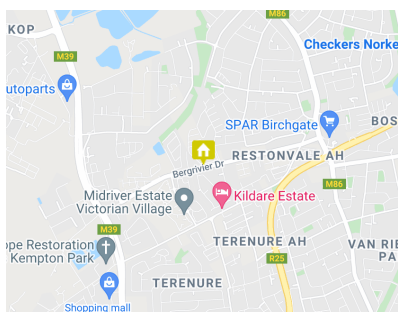 M86
KOP
Checkers Norke
M39
utoparts
SPAR Birchgate
BOS
RESTONVALE AH
Bergrivier Dr
M86
Midriver Estate
Victorian Village
Kildare Estate
M39
TERENURE AH
VAN RIE
PA
ope Restoration
Kempton Park
R25
TERENURE
Shopping mall